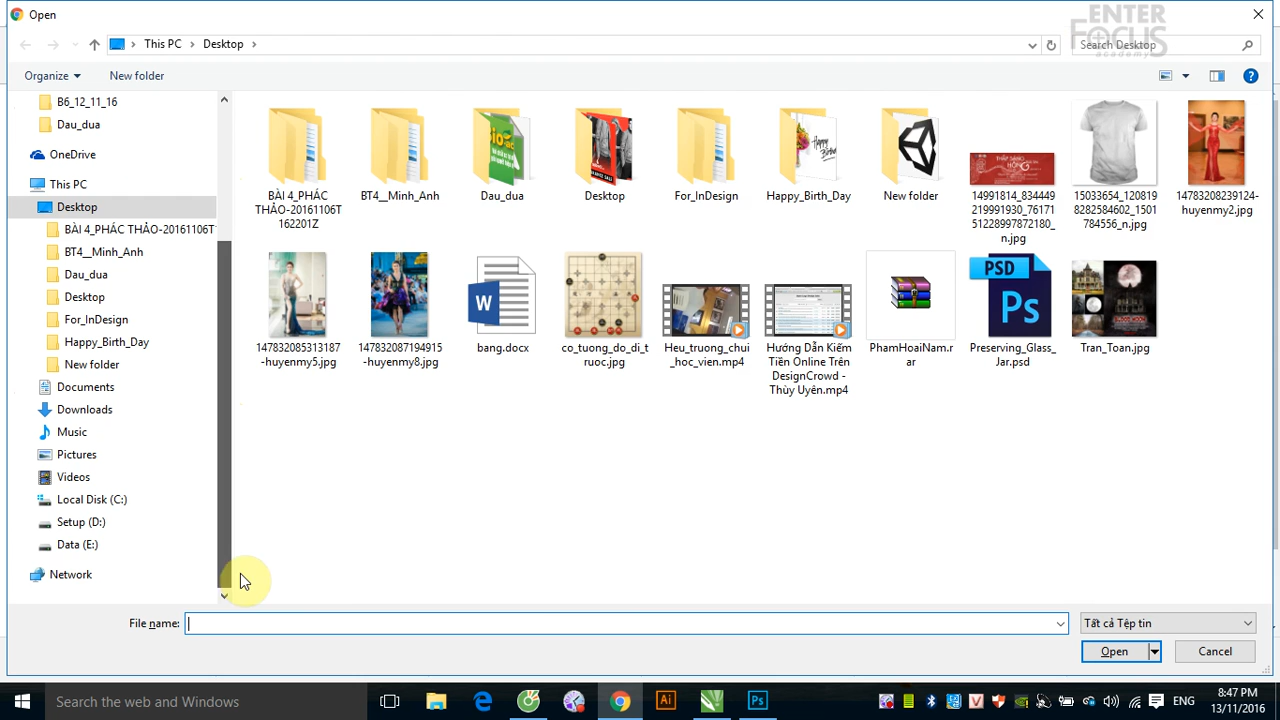 Open
ENTER
FOCUS
academy
This PC
Desktop
Search Desktop
Organize
New folder
B6_12_11_16
Dau_dua
OneDrive
This PC
Desktop
BÀI 4_PHÁC THẢO-20161106T1
BT4__Minh_Anh
Dau_dua
Desktop
For_InDesign
Happy_Birth_Day
New folder
Documents
Downloads
Music
Pictures
Videos
Local Disk (C:)
Setup (D:)
Data (E:)
Network
BÀI 4_PHÁC
THẢO-20161106T
162201Z
BT4__Minh_Anh
Dau_dua
Desktop
For_InDesign
Happy_Birth_Day
New folder
14991814_834449
219991930_76171
51228997872180_
n.jpg
15033654_120819
8282584602_1501
784556_n.jpg
14783208239124-
huyenmy2.jpg
147832085313187
-huyenmy5.jpg
147832087194915
-huyenmy8.jpg
bang.docx
co_tuong_do_di_t
ruoc.jpg
Heu_truong_chui
_hoc_vien.mp4
Hướng Dẫn Kiếm
Tiền Online Trên
DesignCrowd -
Thùy Uyên.mp4
PhamHoaiNam.r
ar
Preserving_Glass_
Jar.psd
Tran_Toan.jpg
File name:
Tất cả Tệp tin
Open
Cancel
Search the web and Windows
ENG
8:47 PM
13/11/2016